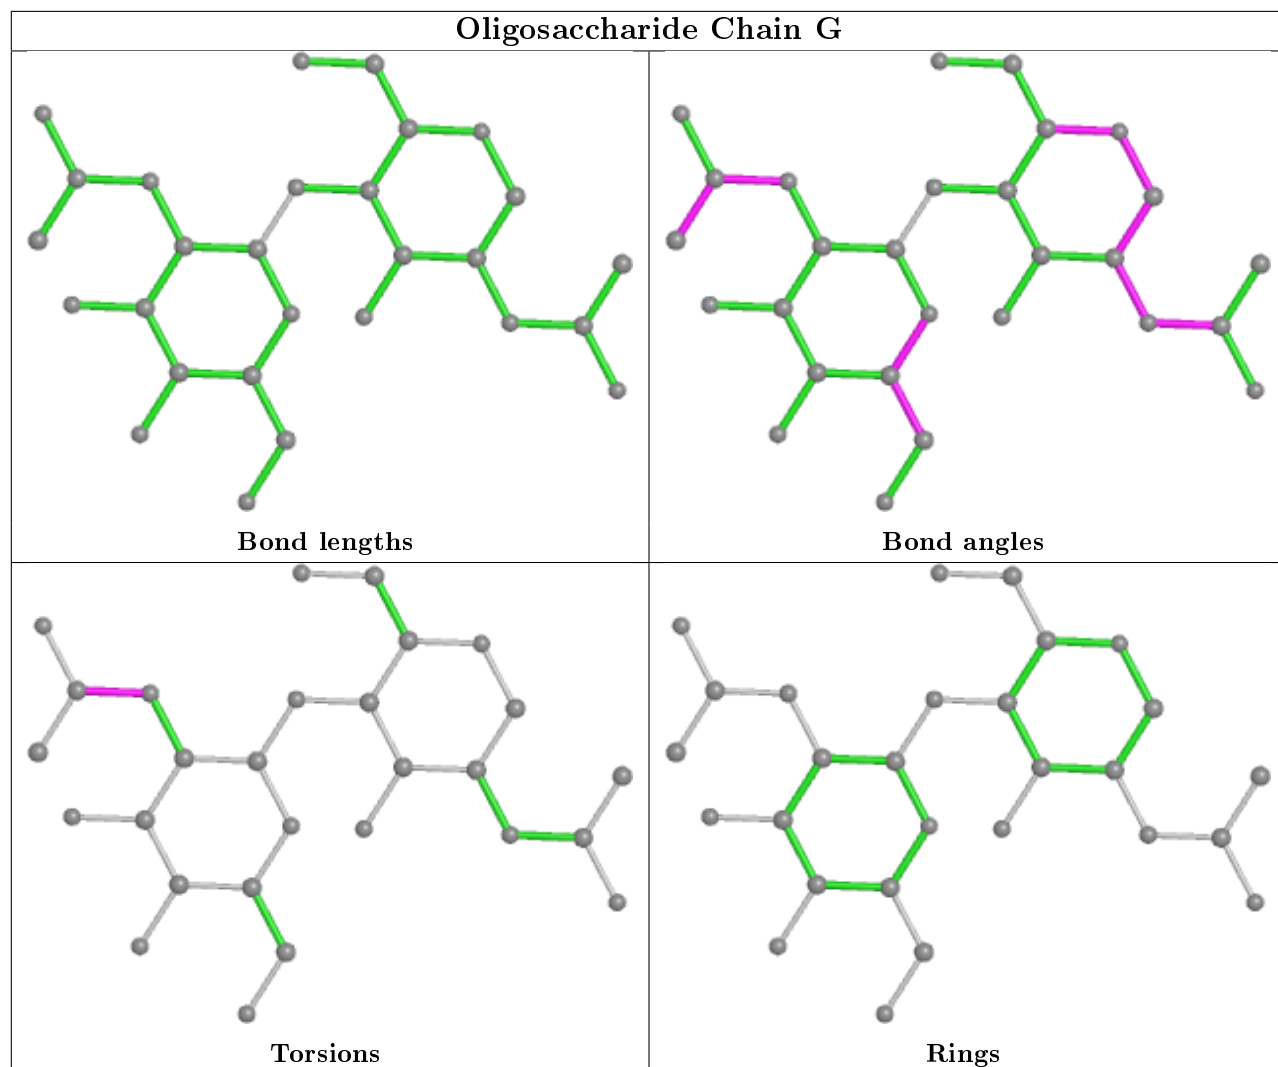 Oligosaccharide Chain G
Bond lengths
Bond angles
Torsions
Rings